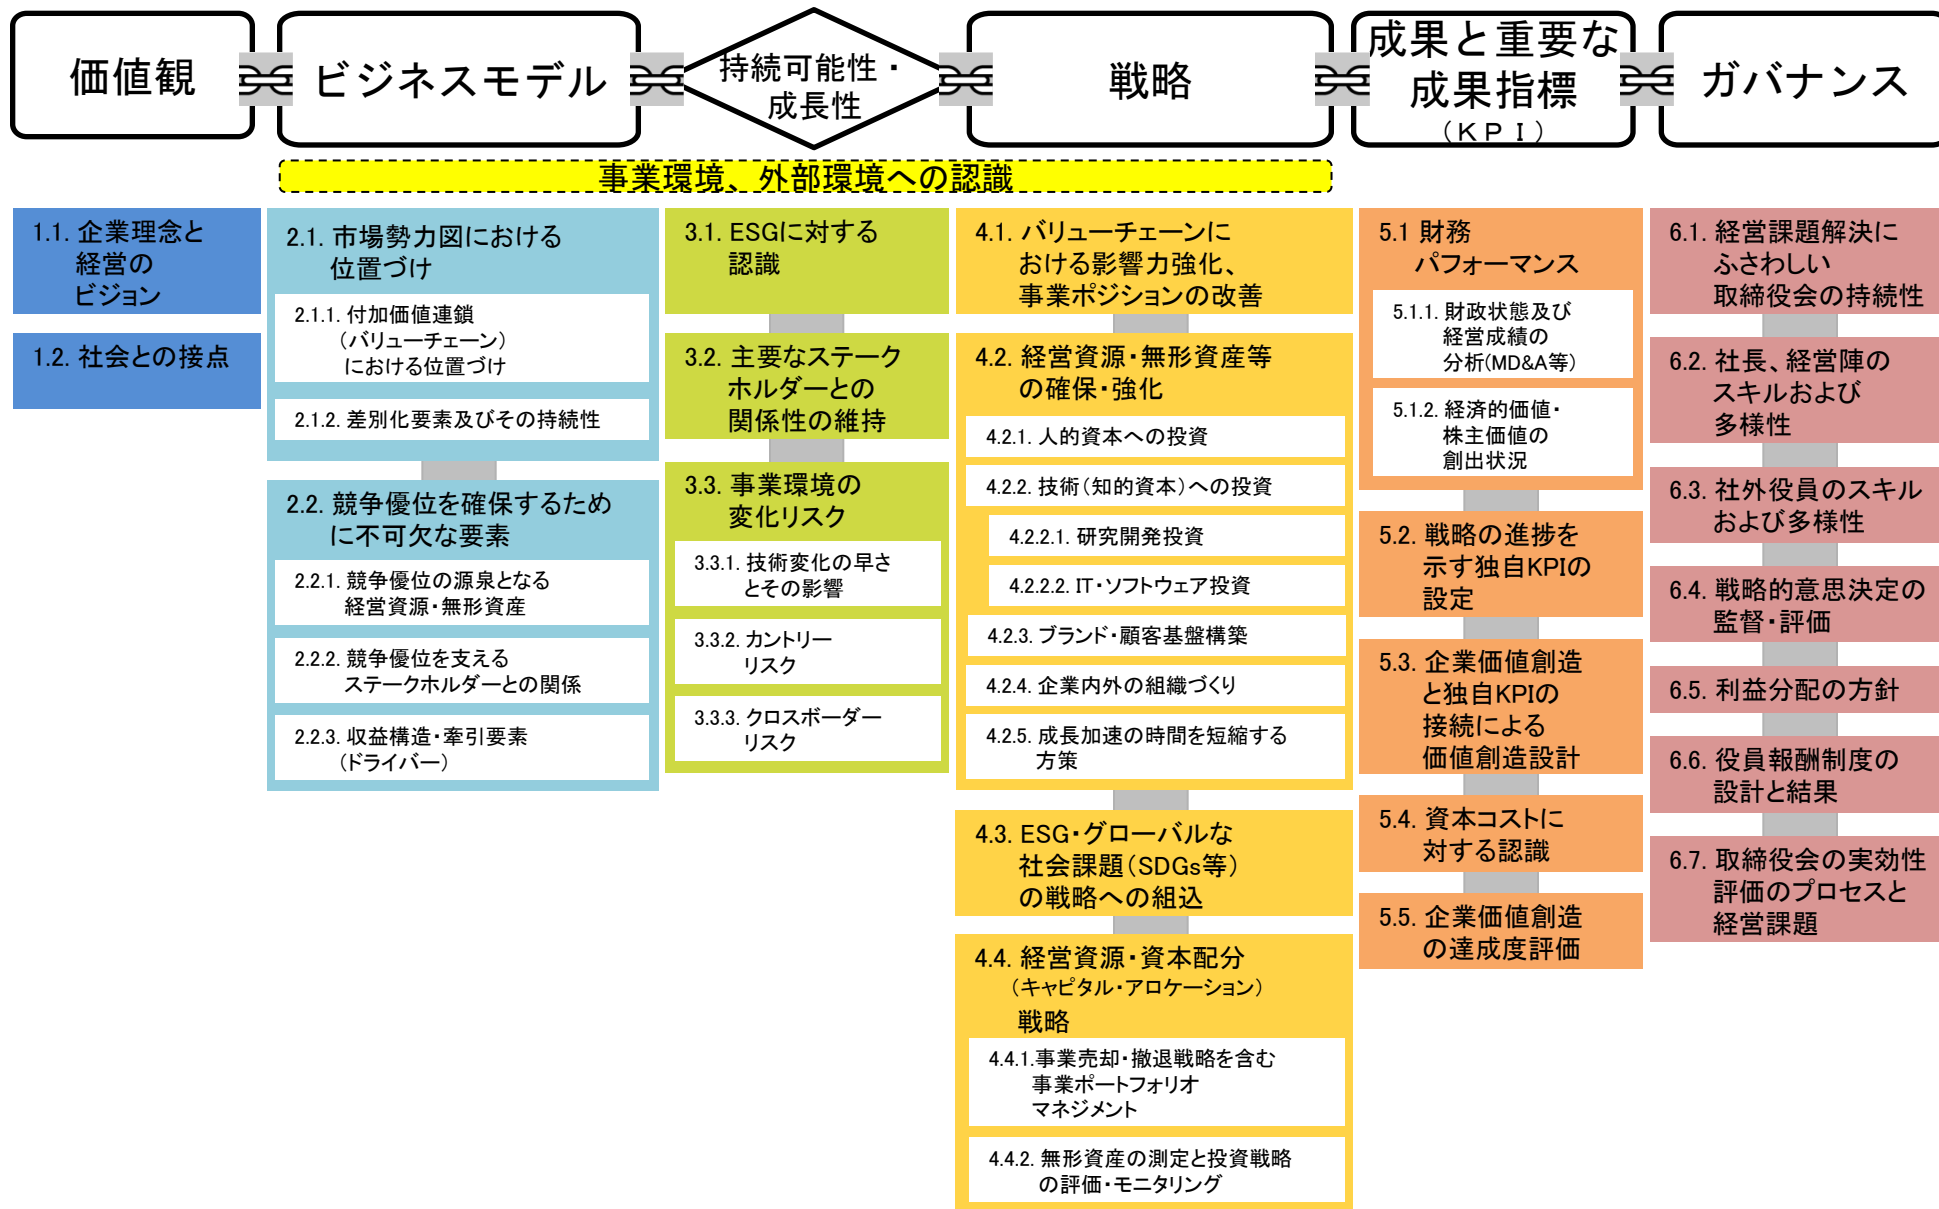 価値観
ビジネスモデル
持続可能性・
成長性
戦略
成果と重要な
成果指標
（ＫＰＩ）
ガバナンス
事業環境、外部環境への認識
1.1. 企業理念と
経営の
ビジョン
1.2. 社会との接点
2.1. 市場勢力図における
位置づけ
2.1.1. 付加価値連鎖
（バリューチェーン）
における位置づけ
2.1.2. 差別化要素及びその持続性
2.2. 競争優位を確保するため
に不可欠な要素
2.2.1. 競争優位の源泉となる
経営資源・無形資産
2.2.2. 競争優位を支える
ステークホルダーとの関係
2.2.3. 収益構造・牽引要素
（ドライバー）
3.1. ESGに対する
認識
3.2. 主要なステーク
ホルダーとの
関係性の維持
3.3. 事業環境の
変化リスク
3.3.1. 技術変化の早さ
とその影響
3.3.2. カントリー
リスク
3.3.3. クロスボーダー
リスク
4.1. バリューチェーンに
おける影響力強化、
事業ポジションの改善
4.2. 経営資源・無形資産等
の確保・強化
4.2.1. 人的資本への投資
4.2.2. 技術（知的資本）への投資
4.2.2.1. 研究開発投資
4.2.2.2. IT・ソフトウェア投資
4.2.3. ブランド・顧客基盤構築
4.2.4. 企業内外の組織づくり
4.2.5. 成長加速の時間を短縮する
方策
4.3. ESG・グローバルな
社会課題（SDGs等）
の戦略への組込
4.4. 経営資源・資本配分
（キャピタル・アロケーション）
戦略
4.4.1.事業売却・撤退戦略を含む
事業ポートフォリオ
マネジメント
4.4.2. 無形資産の測定と投資戦略
の評価・モニタリング
5.1 財務
パフォーマンス
5.1.1. 財政状態及び
経営成績の
分析(MD&A等)
5.1.2. 経済的価値・
株主価値の
創出状況
5.2. 戦略の進捗を
示す独自KPIの
設定
5.3. 企業価値創造
と独自KPIの
接続による
価値創造設計
5.4. 資本コストに
対する認識
5.5. 企業価値創造
の達成度評価
6.1. 経営課題解決に
ふさわしい
取締役会の持続性
6.2. 社長、経営陣の
スキルおよび
多様性
6.3. 社外役員のスキル
および多様性
6.4. 戦略的意思決定の
監督・評価
6.5. 利益分配の方針
6.6. 役員報酬制度の
設計と結果
6.7. 取締役会の実効性
評価のプロセスと
経営課題